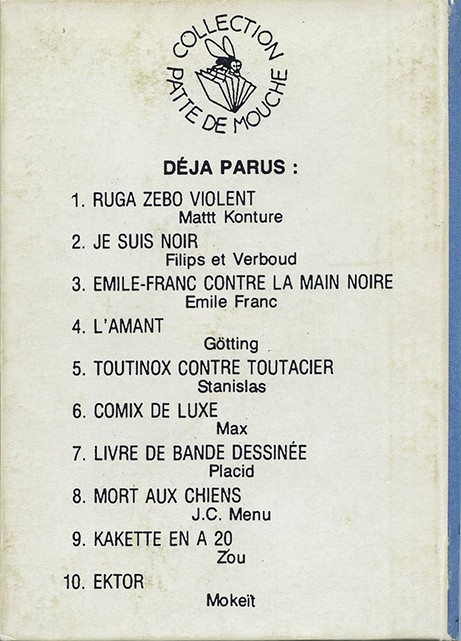 COLLECTION
PATTE DE MOUCHE
DÉJA PARUS :
1. RUGA ZEBO VIOLENT
Mattt Konture
2. JE SUIS NOIR
Filips et Verboud
3. EMILE-FRANC CONTRE LA MAIN NOIRE
Emile Franc
4. L'AMANT
Götting
5. TOUTINOX CONTRE TOUTACIER
Stanislas
6. COMIX DE LUXE
Max
7. LIVRE DE BANDE DESSINÉE
Placid
8. MORT AUX CHIENS
J.C. Menu
9. KAKETTE EN A 20
Zou
10. EKTOR
Mokeït